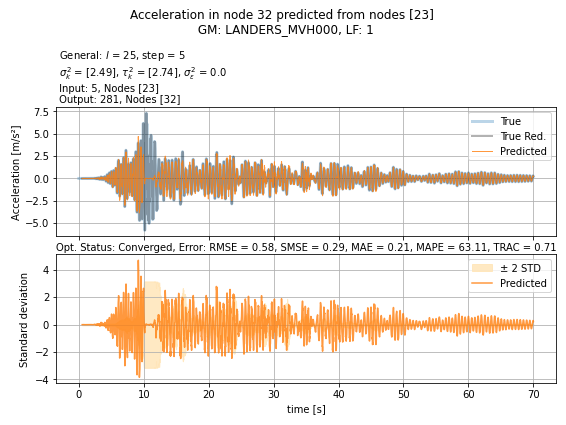 Acceleration in node 32 predicted from nodes [23]
GM: LANDERS_MVH000, LF: 1
General: l = 25, step = 5
σ²k = [2.49], τ²k = [2.74], σ²ε = 0.0
Input: 5, Nodes [23]
Output: 281, Nodes [32]
7.5
5.0
2.5
0.0
−2.5
−5.0
Acceleration [m/s²]
True
True Red.
Predicted
Opt. Status: Converged, Error: RMSE = 0.58, SMSE = 0.29, MAE = 0.21, MAPE = 63.11, TRAC = 0.71
4
2
0
−2
−4
Standard deviation
± 2 STD
Predicted
0 10 20 30 40 50 60 70
time [s]